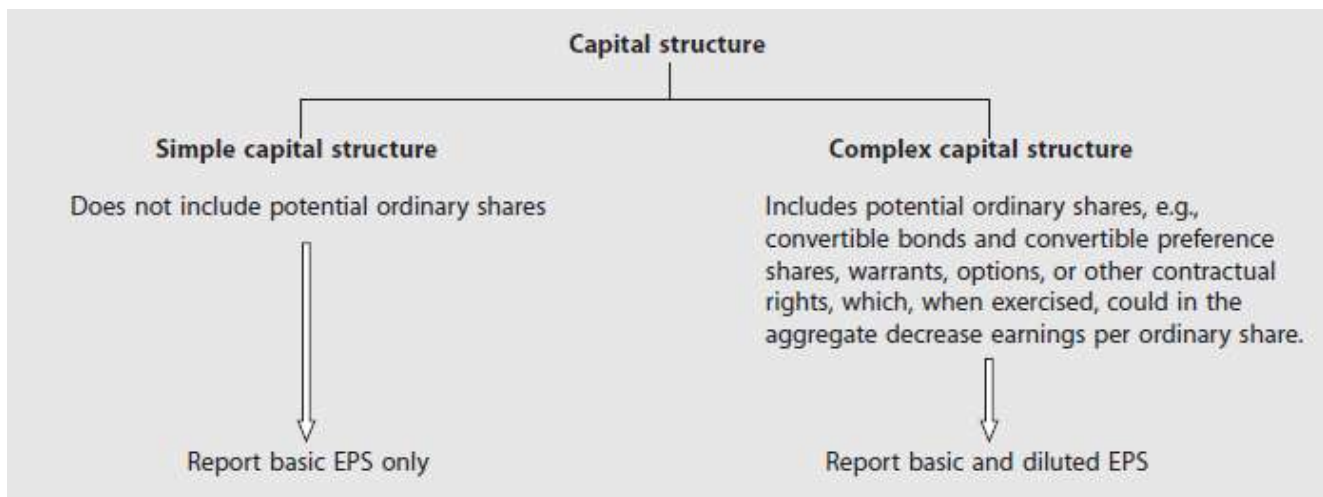 Capital structure
Simple capital structure
Does not include potential ordinary shares
Report basic EPS only
Complex capital structure
Includes potential ordinary shares, e.g.,
convertible bonds and convertible preference
shares, warrants, options, or other contractual
rights, which, when exercised, could in the
aggregate decrease earnings per ordinary share.
Report basic and diluted EPS